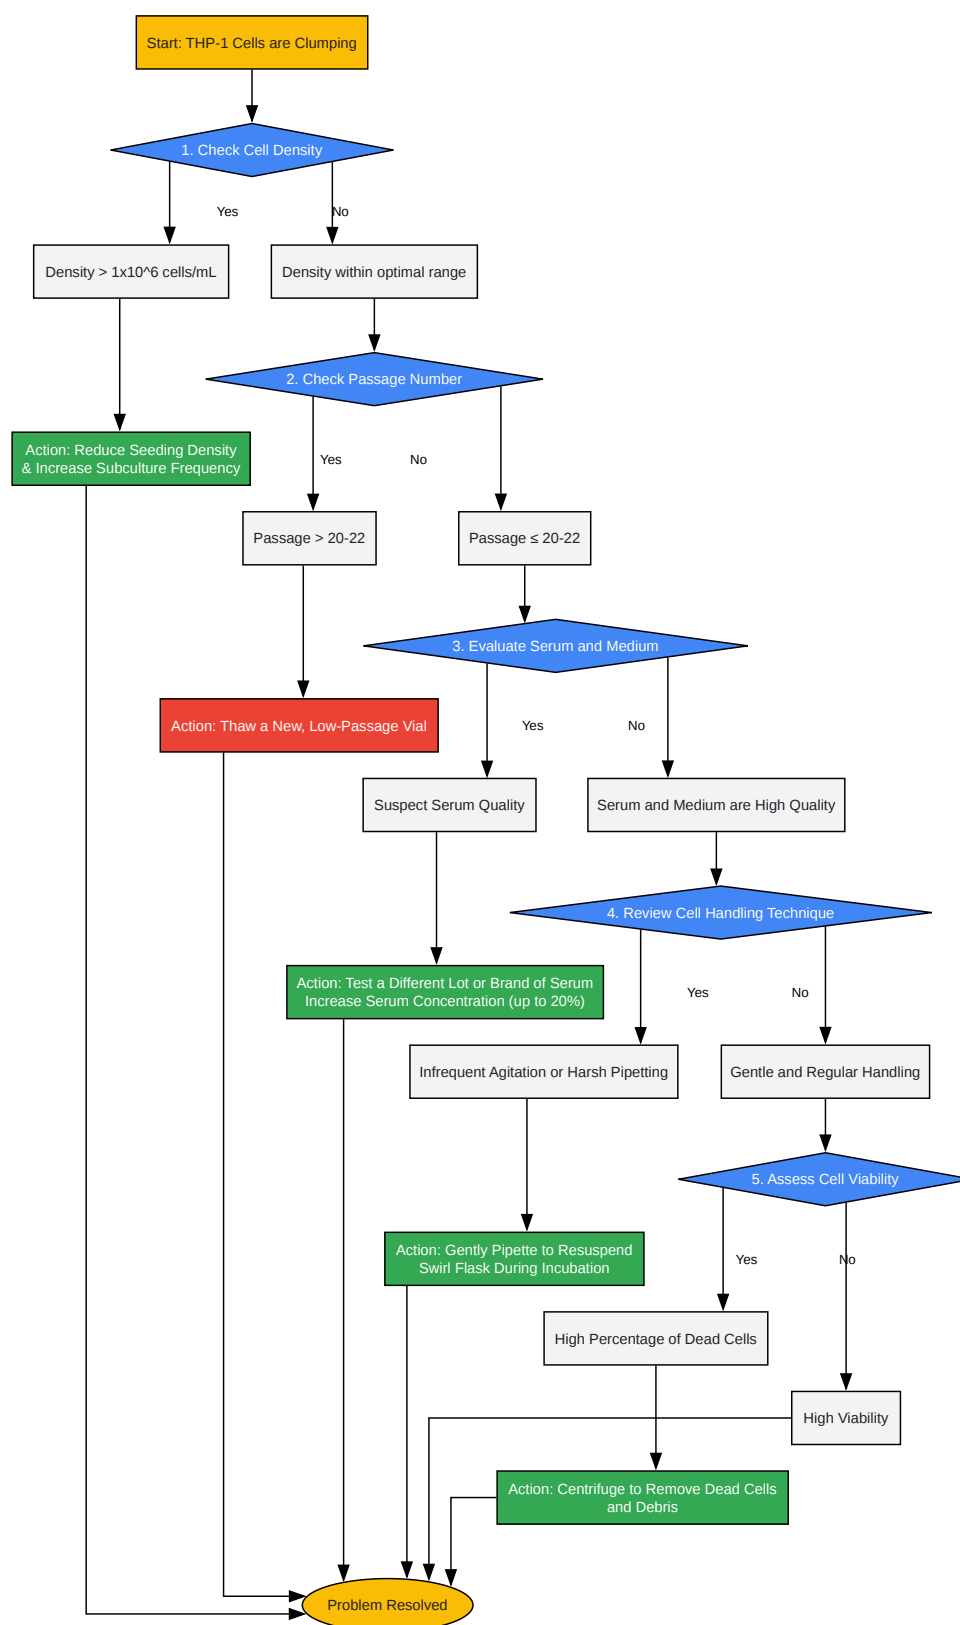 Start: THP-1 Cells are Clumping
1. Check Cell Density
Yes
No
Density > 1x10^6 cells/mL
Density within optimal range
2. Check Passage Number
Action: Reduce Seeding Density
& Increase Subculture Frequency
Yes
No
Passage > 20-22
Passage ≤ 20-22
3. Evaluate Serum and Medium
Action: Thaw a New, Low-Passage Vial
Yes
No
Suspect Serum Quality
Serum and Medium are High Quality
4. Review Cell Handling Technique
Action: Test a Different Lot or Brand of Serum
Increase Serum Concentration (up to 20%)
Yes
No
Infrequent Agitation or Harsh Pipetting
Gentle and Regular Handling
5. Assess Cell Viability
Action: Gently Pipette to Resuspend
Swirl Flask During Incubation
Yes
No
High Percentage of Dead Cells
High Viability
Action: Centrifuge to Remove Dead Cells
and Debris
Problem Resolved